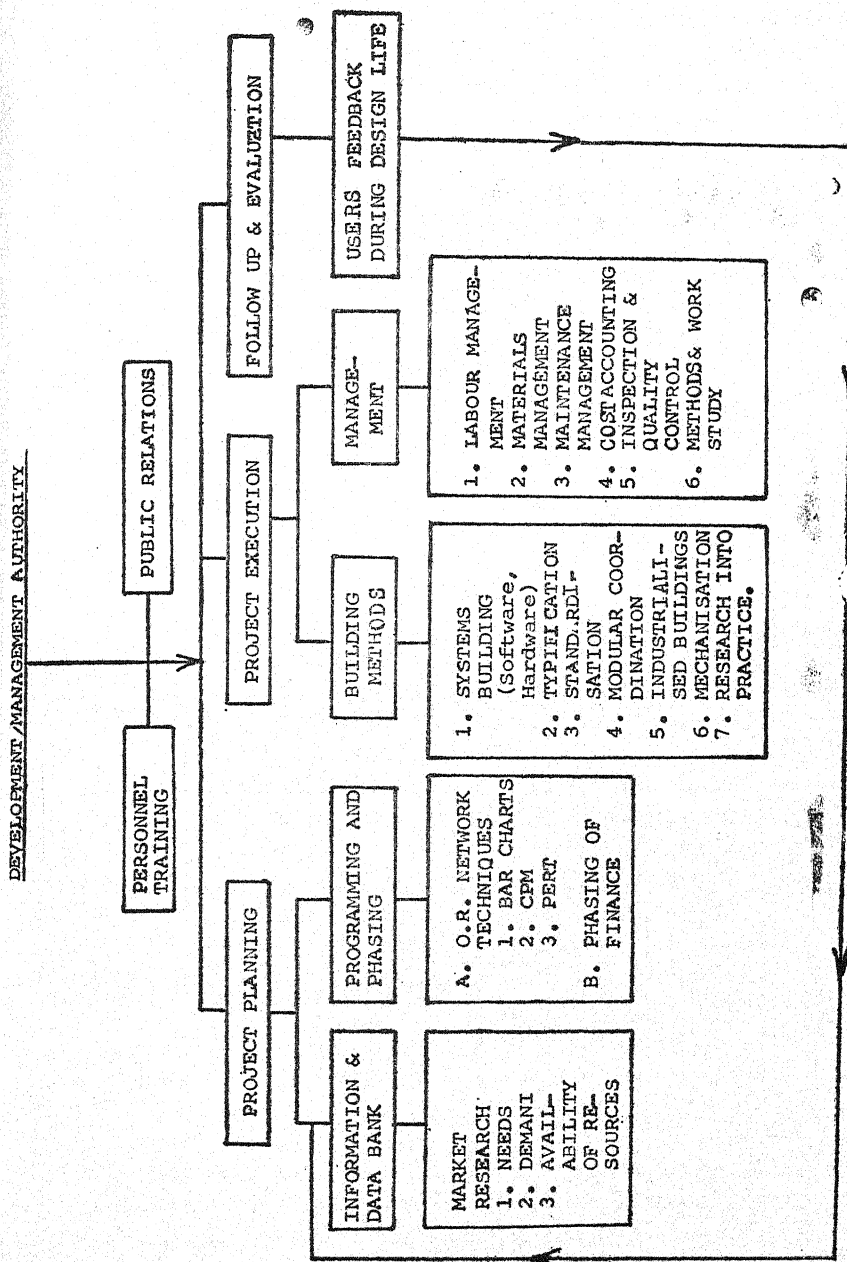 DEVELOPMENT/MANAGEMENT AUTHORITY
PERSONNEL
TRAINING
PUBLIC RELATIONS
PROJECT PLANNING
PROJECT EXECUTION
FOLLOW UP & EVALUATION
INFORMATION &
DATA BANK
PROGRAMMING AND
PHASING
BUILDING
METHODS
MANAGE-
MENT
USERS FEEDBACK
DURING DESIGN LIFE
MARKET
RESEARCH
1. NEEDS
2. DEMANI
3. AVAIL-
ABILITY
OF RE-
SOURCES
A. O.R. NETWORK
TECHNIQUES
1. BAR CHARTS
2. CPM
3. PERT
B. PHASING OF
FINANCE
1. SYSTEMS
BUILDING
(Software,
Hardware)
2. TYPIFICATION
3. STAND.RDI-
SATION
4. MODULAR COOR-
DINATION
5. INDUSTRIALI-
SED BUILDINGS
6. MECHANISATION
7. RESEARCH INTO
PRACTICE.
1. LABOUR MANAGE-
MENT
2. MATERIALS
MANAGEMENT
3. MAINTENANCE
MANAGEMENT
4. COSTACCOUNTING
5. INSPECTION &
QUALITY
CONTROL
6. METHODS& WORK
STUDY